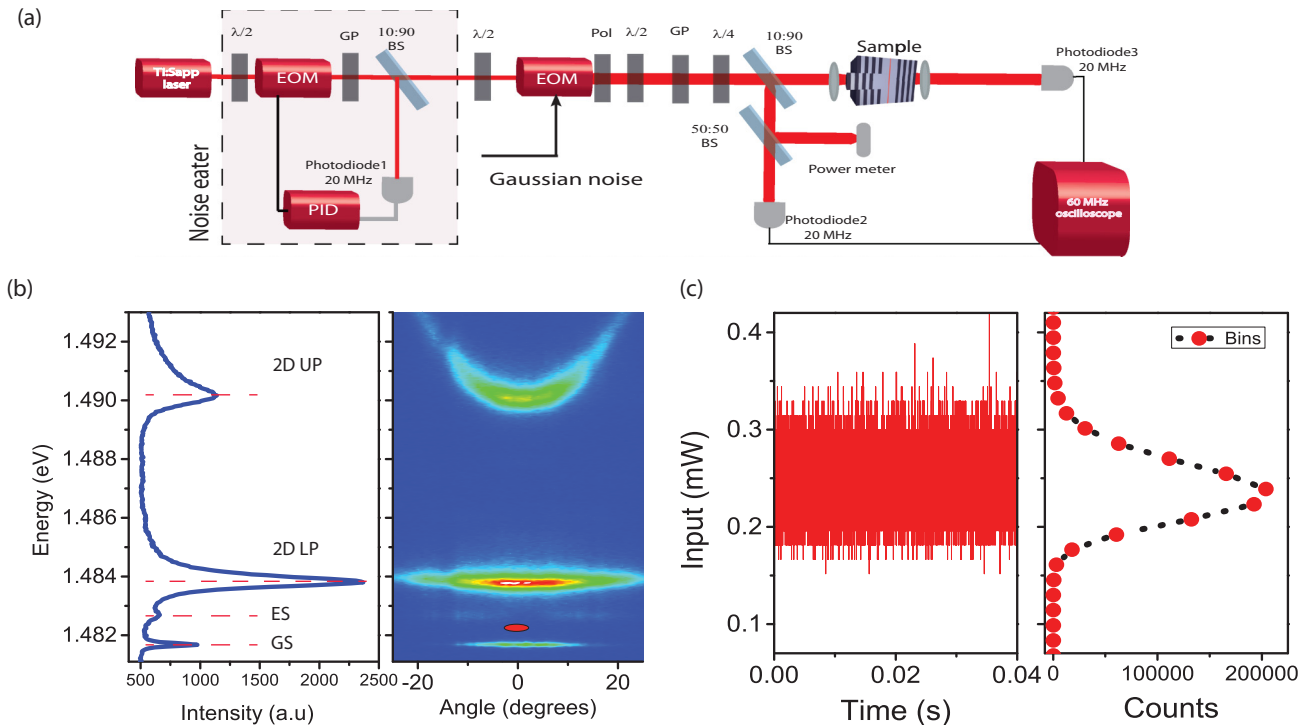 (a)
λ/2
GP
10:90
BS
λ/2
Pol
λ/2
GP
λ/4
10:90
BS
Sample
Photodiode3
20 MHz
Ti:Sapp
laser
EOM
EOM
50:50
BS
Power meter
Noise eater
Photodiode1
20 MHz
PID
Gaussian noise
Photodiode2
20 MHz
60 MHz
oscilloscope
(b)
Energy (eV)
1.492
1.490
1.488
1.486
1.484
1.482
2D UP
2D LP
ES
GS
500
1000
1500
2000
2500
Intensity (a.u)
-20
0
20
Angle (degrees)
(c)
Input (mW)
0.4
0.3
0.2
0.1
0.00
0.02
0.04
Time (s)
Bins
0
100000
200000
Counts